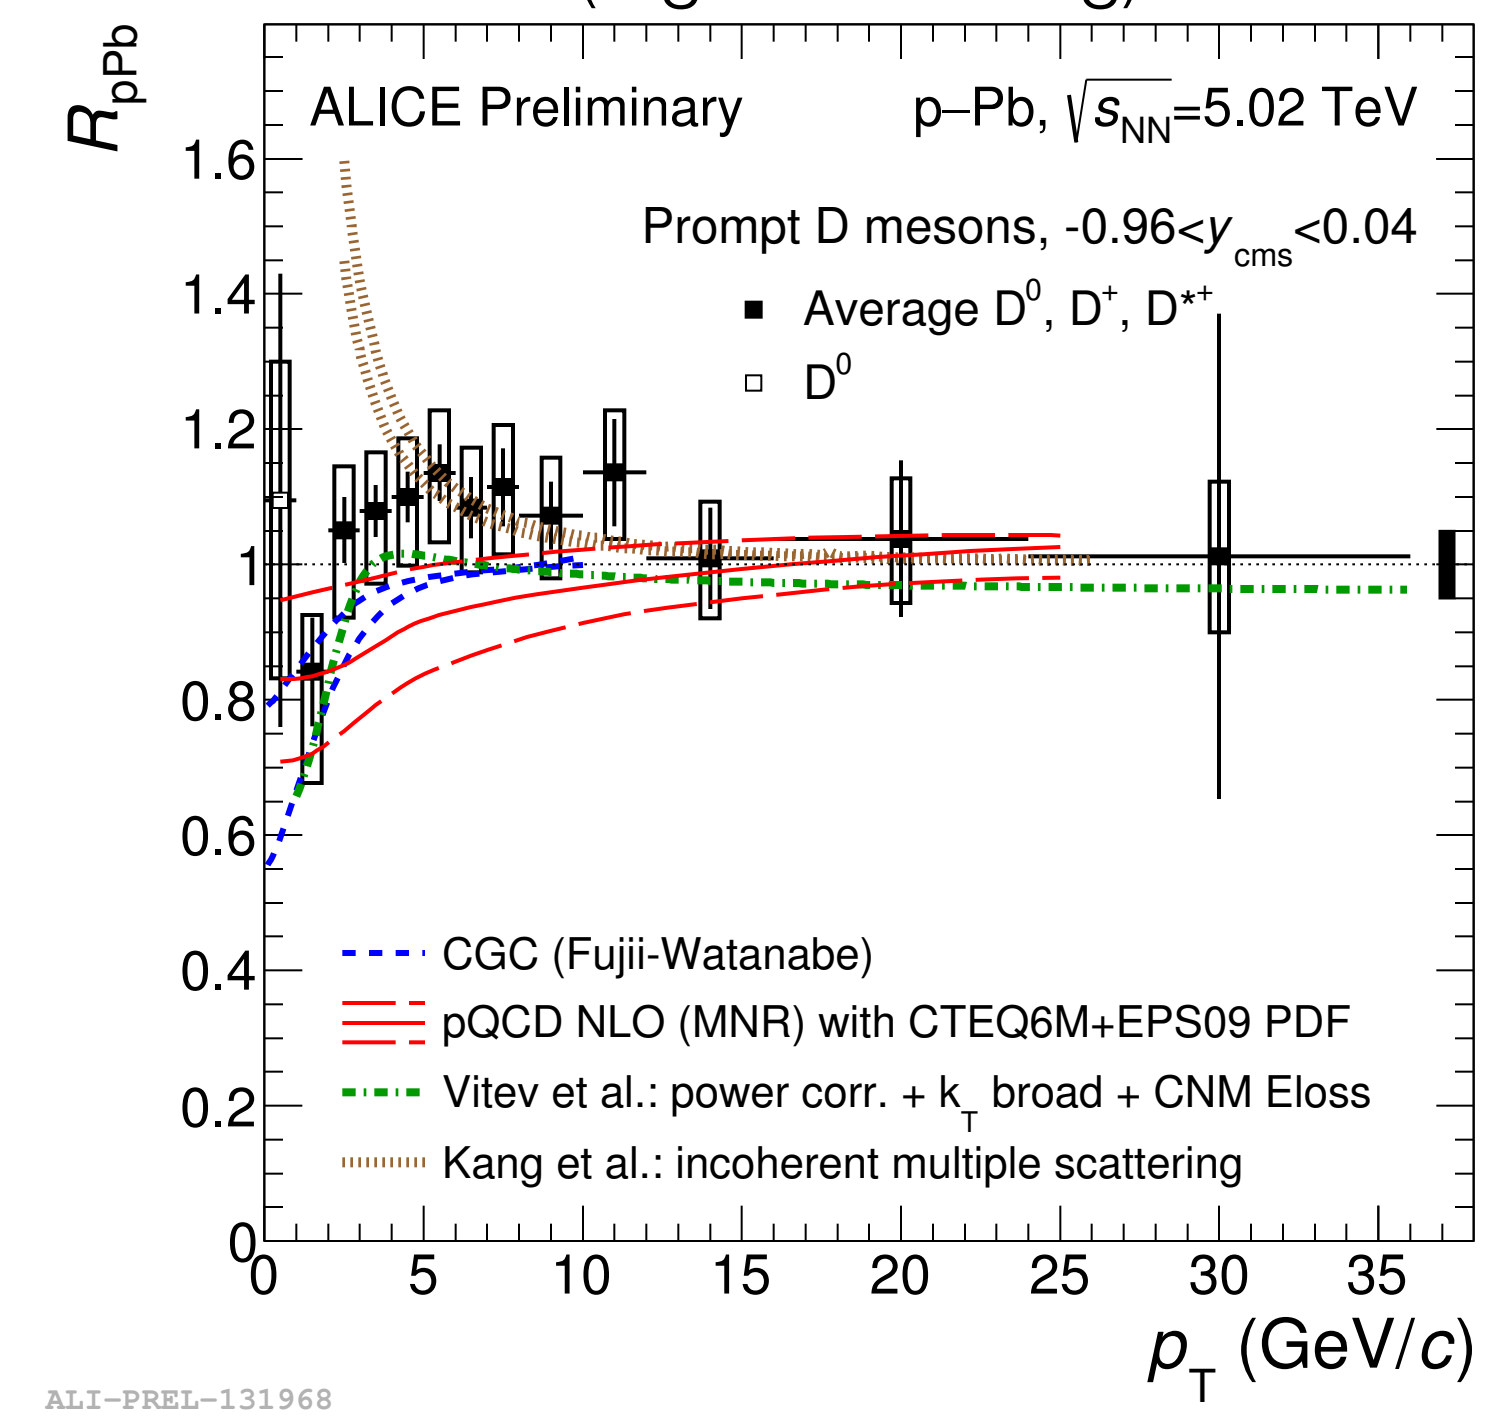 R_pPb
ALICE Preliminary
p–Pb, √s_NN=5.02 TeV
Prompt D mesons, -0.96<y_cms<0.04
Average D⁰, D⁺, D*⁺
D⁰
1.6
1.4
1.2
1
0.8
0.6
0.4
0.2
0
CGC (Fujii-Watanabe)
pQCD NLO (MNR) with CTEQ6M+EPS09 PDF
Vitev et al.: power corr. + k_T broad + CNM Eloss
Kang et al.: incoherent multiple scattering
0 5 10 15 20 25 30 35
p_T (GeV/c)
ALI-PREL-131968